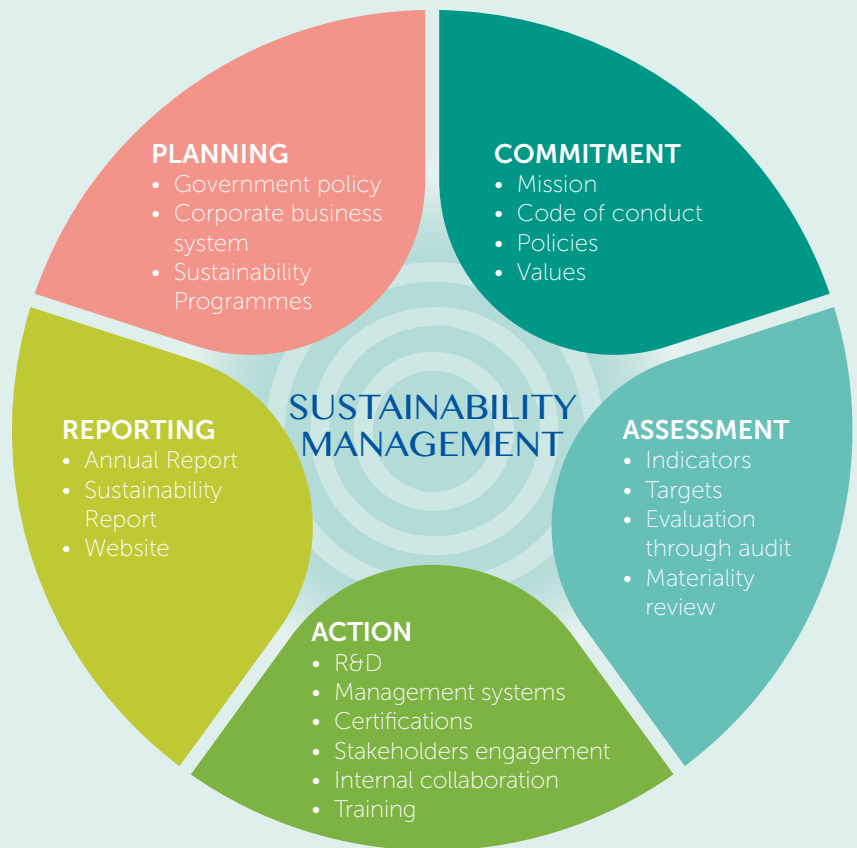 PLANNING
• Government policy
• Corporate business
system
• Sustainability
Programmes
COMMITMENT
• Mission
• Code of conduct
• Policies
• Values
SUSTAINABILITY
MANAGEMENT
REPORTING
• Annual Report
• Sustainability
Report
• Website
ASSESSMENT
• Indicators
• Targets
• Evaluation
through audit
• Materiality
review
ACTION
• R&D
• Management systems
• Certifications
• Stakeholders engagement
• Internal collaboration
• Training